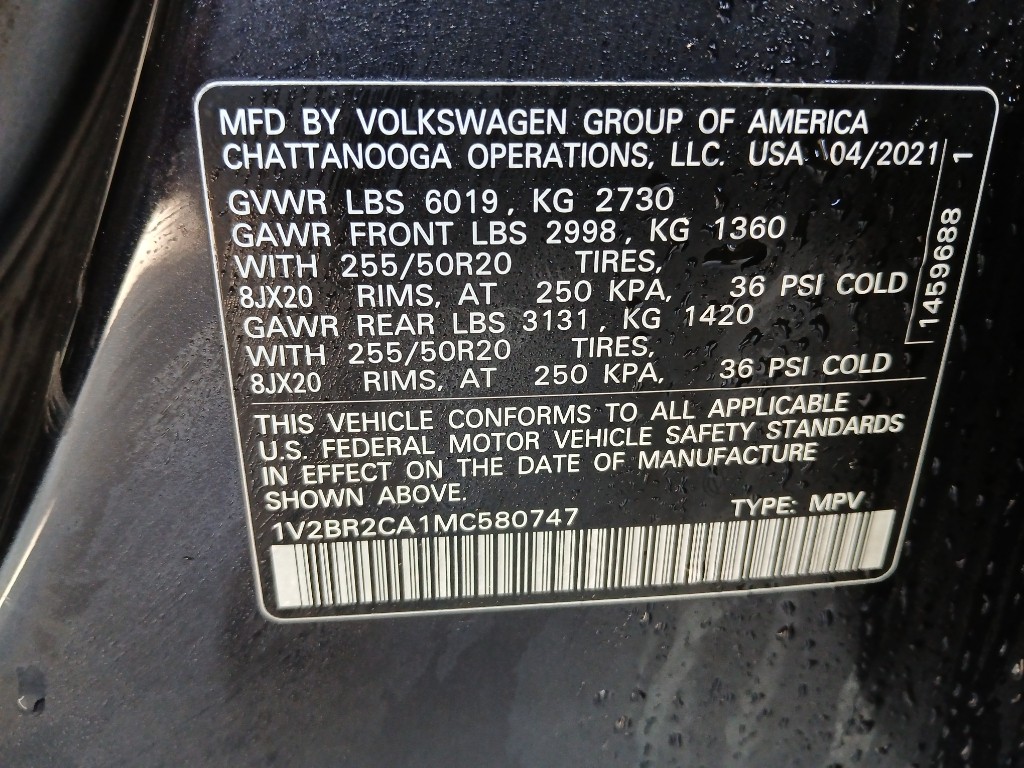 MFD BY VOLKSWAGEN GROUP OF AMERICA
CHATTANOOGA OPERATIONS, LLC. USA 04/2021
GVWR LBS 6019, KG 2730
GAWR FRONT LBS 2998, KG 1360
WITH 255/50R20 TIRES,
8JX20 RIMS, AT 250 KPA, 36 PSI COLD
GAWR REAR LBS 3131, KG 1420
WITH 255/50R20 TIRES,
8JX20 RIMS, AT 250 KPA, 36 PSI COLD
THIS VEHICLE CONFORMS TO ALL APPLICABLE
U.S. FEDERAL MOTOR VEHICLE SAFETY STANDARDS
IN EFFECT ON THE DATE OF MANUFACTURE
SHOWN ABOVE.
1V2BR2CA1MC580747 TYPE: MPV
1459688 1